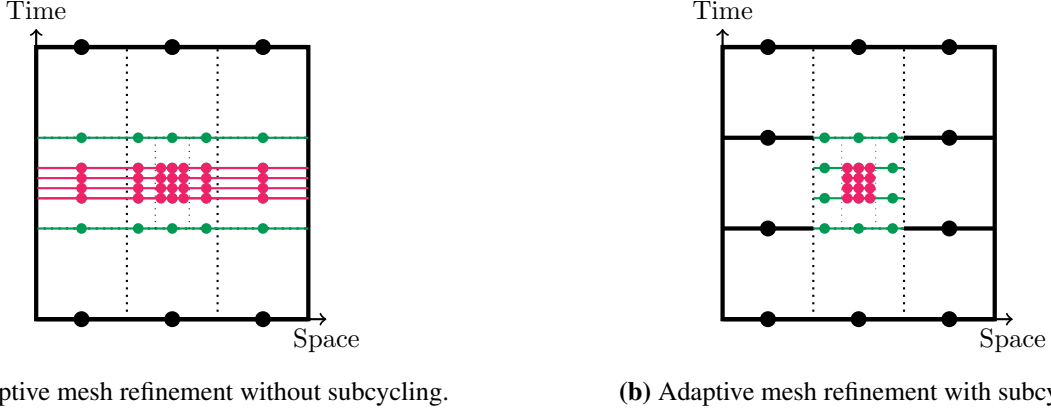 Time
Time
Space
Space
ptive mesh refinement without subcycling.
(b) Adaptive mesh refinement with subcy